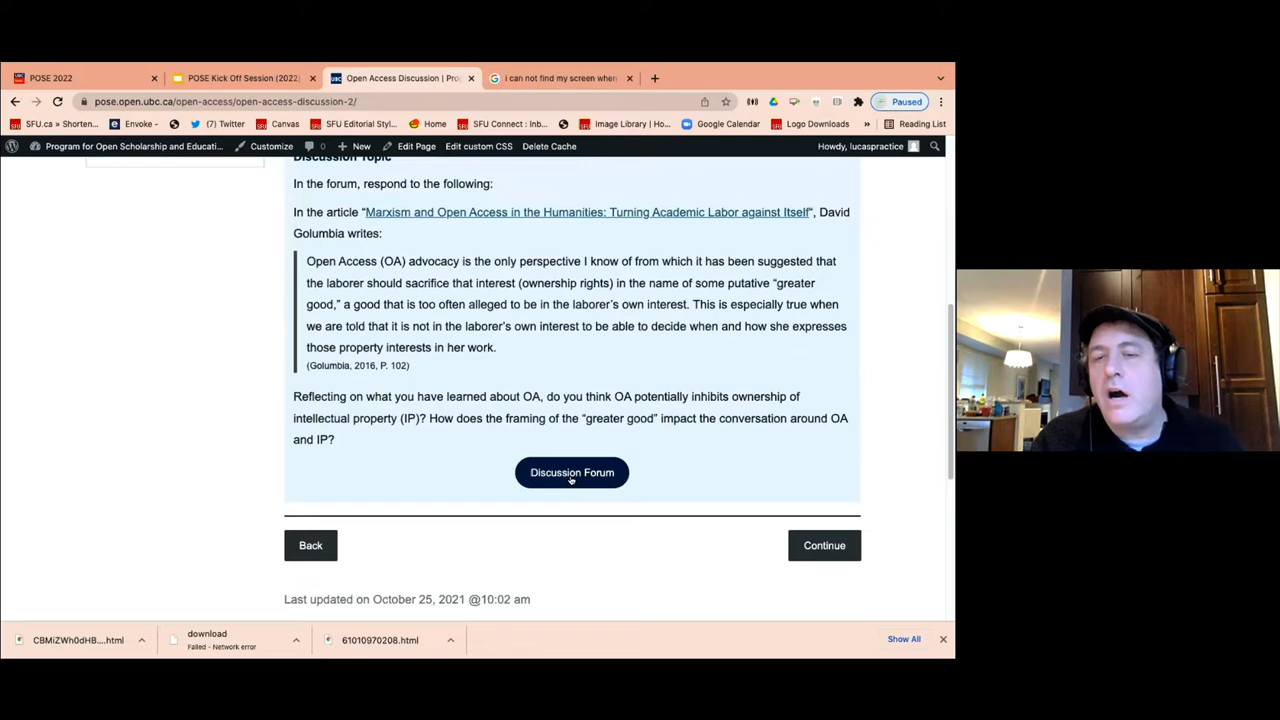 POSE 2022
POSE Kick Off Session (2022)
Open Access Discussion | Pro
i can not find my screen when
pose.open.ubc.ca/open-access/open-access-discussion-2/
Paused
SFU.ca » Shorten... Envoke - (7) Twitter Canvas SFU Editorial Styl... Home SFU Connect : Inb... Image Library | Ho... Google Calendar Logo Downloads » Reading List
Program for Open Scholarship and Educati... Customize 0 New Edit Page Edit custom CSS Delete Cache Howdy, lucaspractice
Discussion Topic
In the forum, respond to the following:
In the article “Marxism and Open Access in the Humanities: Turning Academic Labor against Itself“, David
Golumbia writes:
Open Access (OA) advocacy is the only perspective I know of from which it has been suggested that
the laborer should sacrifice that interest (ownership rights) in the name of some putative “greater
good,” a good that is too often alleged to be in the laborer’s own interest. This is especially true when
we are told that it is not in the laborer’s own interest to be able to decide when and how she expresses
those property interests in her work.
(Golumbia, 2016, P. 102)
Reflecting on what you have learned about OA, do you think OA potentially inhibits ownership of
intellectual property (IP)? How does the framing of the “greater good” impact the conversation around OA
and IP?
Discussion Forum
Back
Continue
Last updated on October 25, 2021 @10:02 am
CBMiZWh0dHB....html
download
Failed - Network error
61010970208.html
Show All